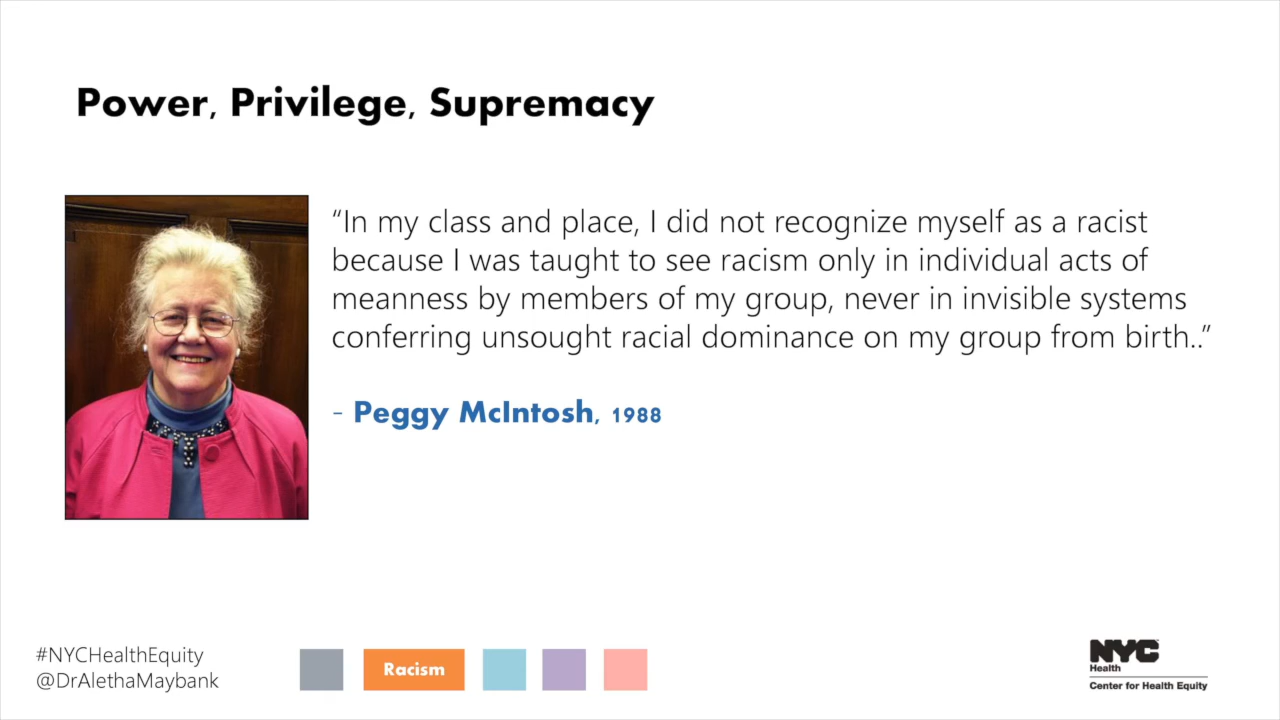 Power, Privilege, Supremacy
“In my class and place, I did not recognize myself as a racist
because I was taught to see racism only in individual acts of
meanness by members of my group, never in invisible systems
conferring unsought racial dominance on my group from birth..”
- Peggy McIntosh, 1988
#NYCHealthEquity
@DrAlethaMaybank
Racism
NYC
Health
Center for Health Equity